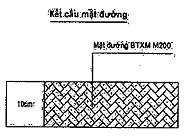 Kết cấu mặt đường
Mặt đường BTXM M200
10cm